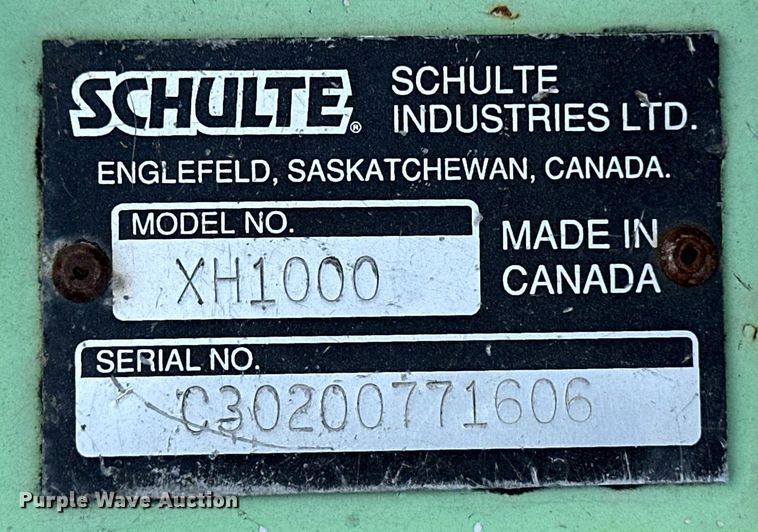 SCHULTE®
SCHULTE
INDUSTRIES LTD.
ENGLEFELD, SASKATCHEWAN, CANADA.
MODEL NO.
XH1000
MADE IN
CANADA
SERIAL NO.
C30200771606
Purple Wave Auction